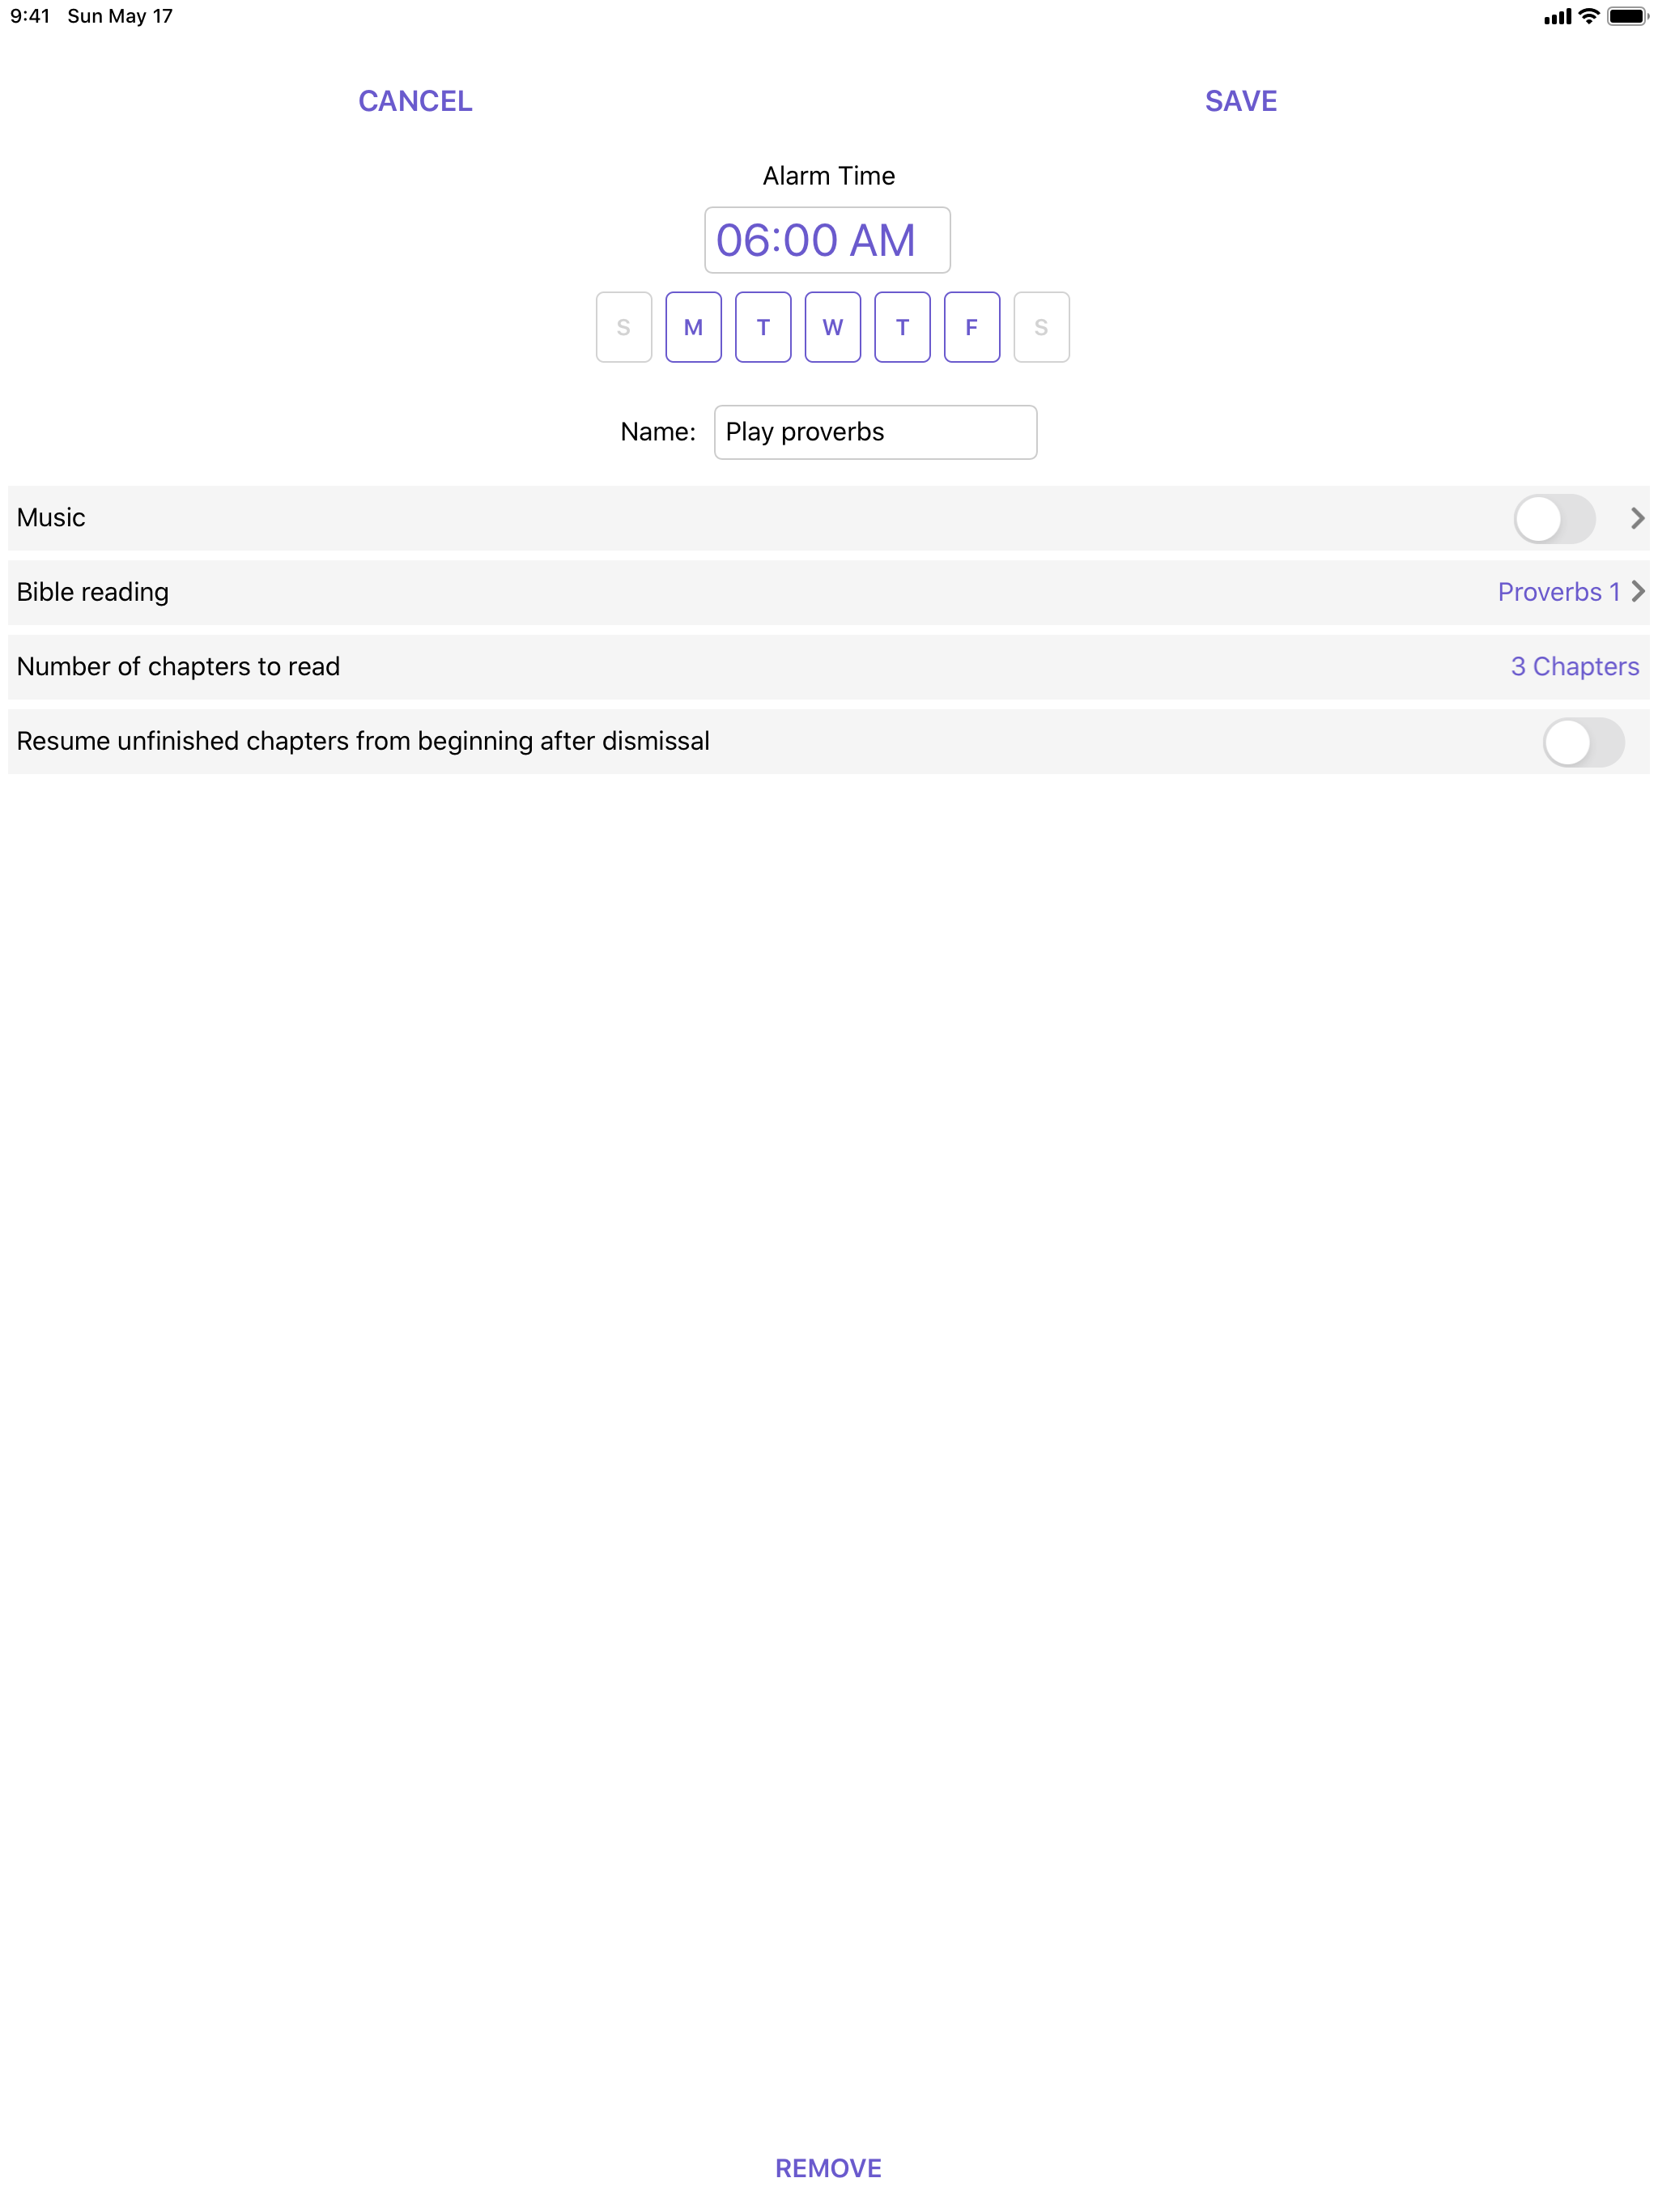 9:41 Sun May 17
CANCEL SAVE
Alarm Time
06:00 AM
S M T W T F S
Name: Play proverbs
Music
Bible reading Proverbs 1
Number of chapters to read 3 Chapters
Resume unfinished chapters from beginning after dismissal
REMOVE